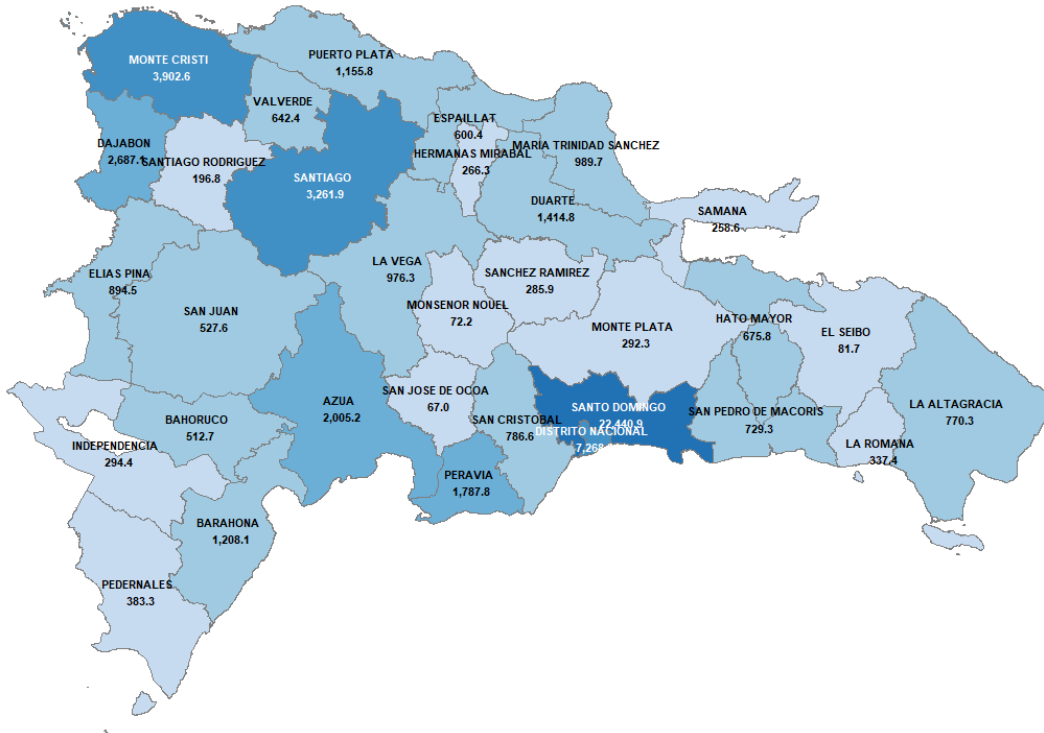 MONTE CRISTI
3,902.6
PUERTO PLATA
1,155.8
VALVERDE
642.4
ESPAILLAT
600.4
DAJABON
2,687.1
SANTIAGO RODRIGUEZ
196.8
HERMANAS MIRABAL
266.3
MARIA TRINIDAD SANCHEZ
989.7
SANTIAGO
3,261.9
DUARTE
1,414.8
SAMANA
258.6
ELIAS PINA
894.5
LA VEGA
976.3
SANCHEZ RAMIREZ
285.9
SAN JUAN
527.6
MONSENOR NOUEL
72.2
MONTE PLATA
292.3
HATO MAYOR
675.8
EL SEIBO
81.7
AZUA
2,005.2
SAN JOSE DE OCOA
67.0
SANTO DOMINGO
22,440.9
LA ALTAGRACIA
770.3
BAHORUCO
512.7
SAN CRISTOBAL
786.6
DISTRITO NACIONAL
SAN PEDRO DE MACORIS
729.3
INDEPENDENCIA
294.4
LA ROMANA
337.4
PERAVIA
1,787.8
BARAHONA
1,208.1
PEDERNALES
383.3